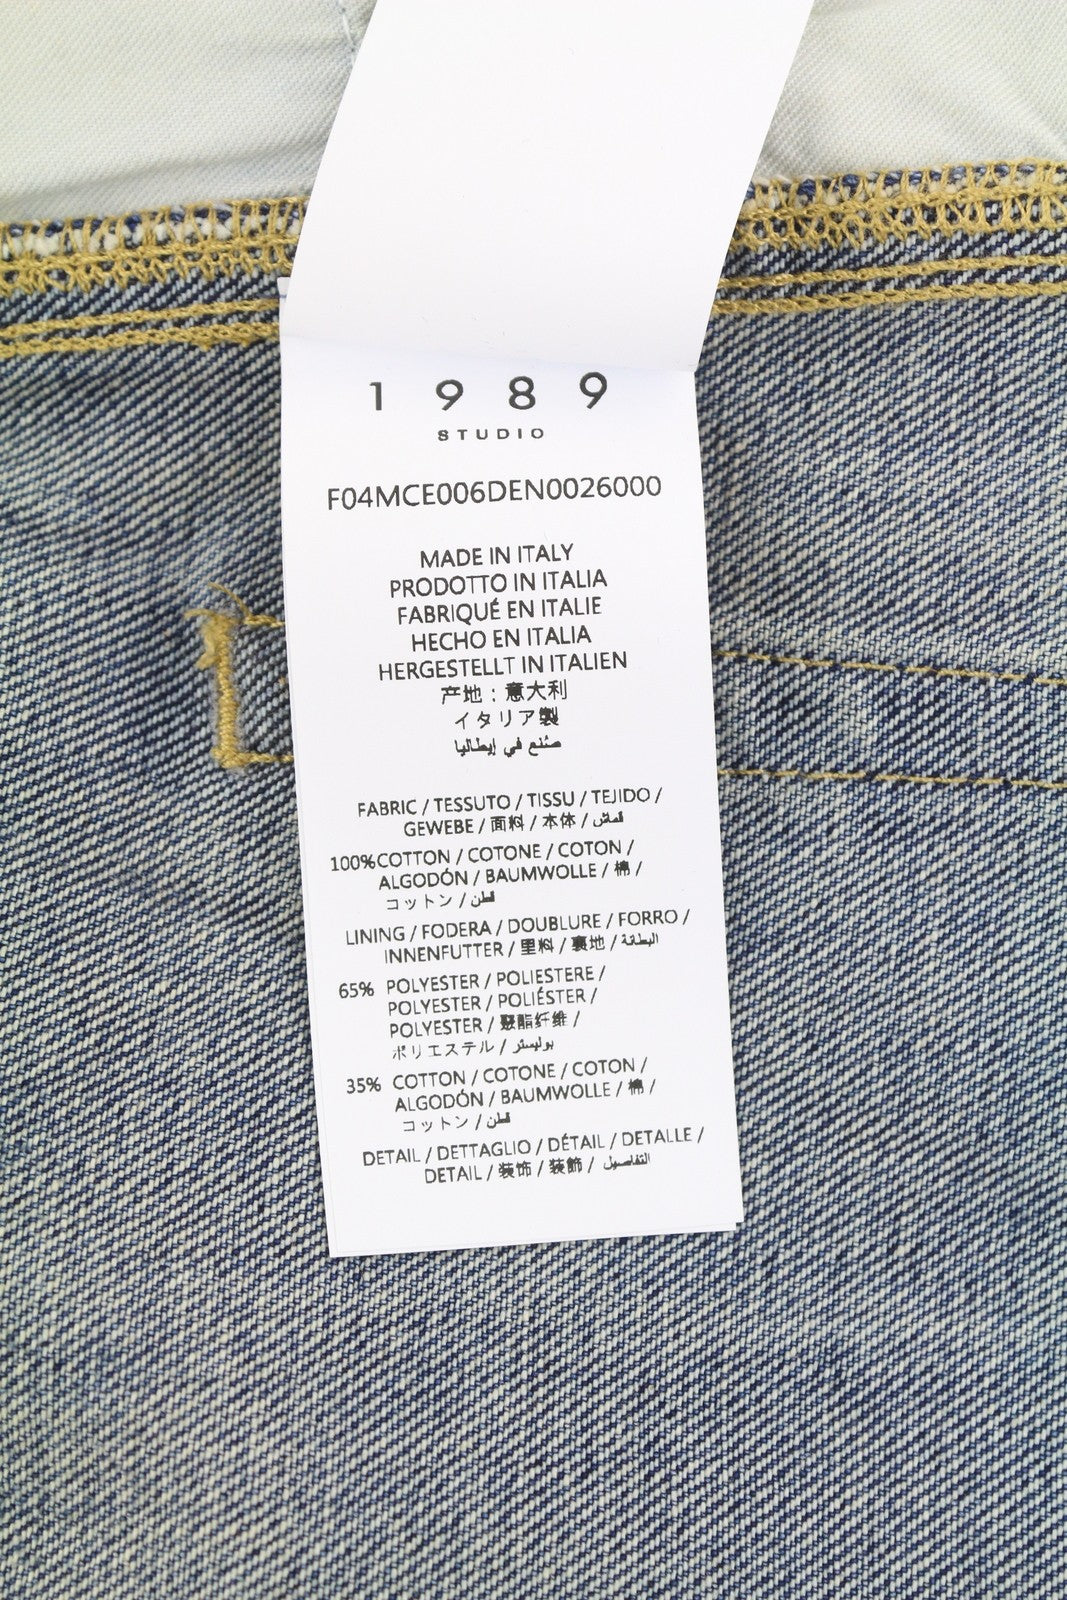 1989
STUDIO
F04MCE006DEN0026000
MADE IN ITALY
PRODOTTO IN ITALIA
FABRIQUÉ EN ITALIE
HECHO EN ITALIA
HERGESTELLT IN ITALIEN
产地：意大利
イタリア製
صُنع في إيطاليا
FABRIC / TESSUTO / TISSU / TEJIDO /
GEWEBE / 面料 / 本体 / قماش
100%COTTON / COTONE / COTON /
ALGODÓN / BAUMWOLLE / 棉 /
コットン / قطن
LINING / FODERA / DOUBLURE / FORRO /
INNENFUTTER / 里料 / 裏地 / البطانة
65% POLYESTER / POLIESTERE /
POLYESTER / POLIÉSTER /
POLYESTER / 聚酯纤维 /
ポリエステル / بوليستر
35% COTTON / COTONE / COTON /
ALGODÓN / BAUMWOLLE / 棉 /
コットン / قطن
DETAIL / DETTAGLIO / DÉTAIL / DETALLE /
DETAIL / 装饰 / 装飾 / التفاصيل